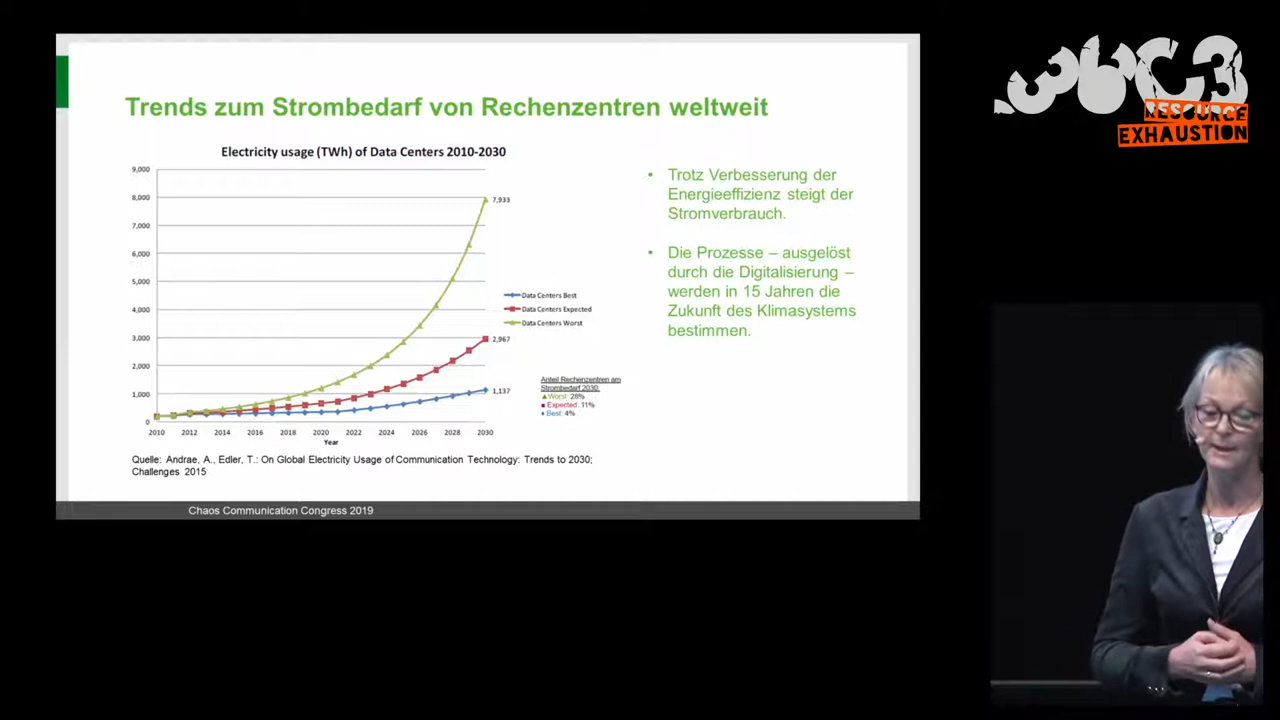 Trends zum Strombedarf von Rechenzentren weltweit
Electricity usage (TWh) of Data Centers 2010-2030
9,000
8,000
7,000
6,000
5,000
4,000
3,000
2,000
1,000
0
7,933
2,967
1,137
2010 2012 2014 2016 2018 2020 2022 2024 2026 2028 2030
Year
Data Centers Best
Data Centers Expected
Data Centers Worst
Anteil Rechenzentren am
Strombedarf 2030:
Worst: 28%
Expected: 11%
Best: 4%
Quelle: Andrae, A., Edler, T.: On Global Electricity Usage of Communication Technology: Trends to 2030;
Challenges 2015
• Trotz Verbesserung der
Energieeffizienz steigt der
Stromverbrauch.
• Die Prozesse – ausgelöst
durch die Digitalisierung –
werden in 15 Jahren die
Zukunft des Klimasystems
bestimmen.
Chaos Communication Congress 2019
36C3
RESOURCE
EXHAUSTION